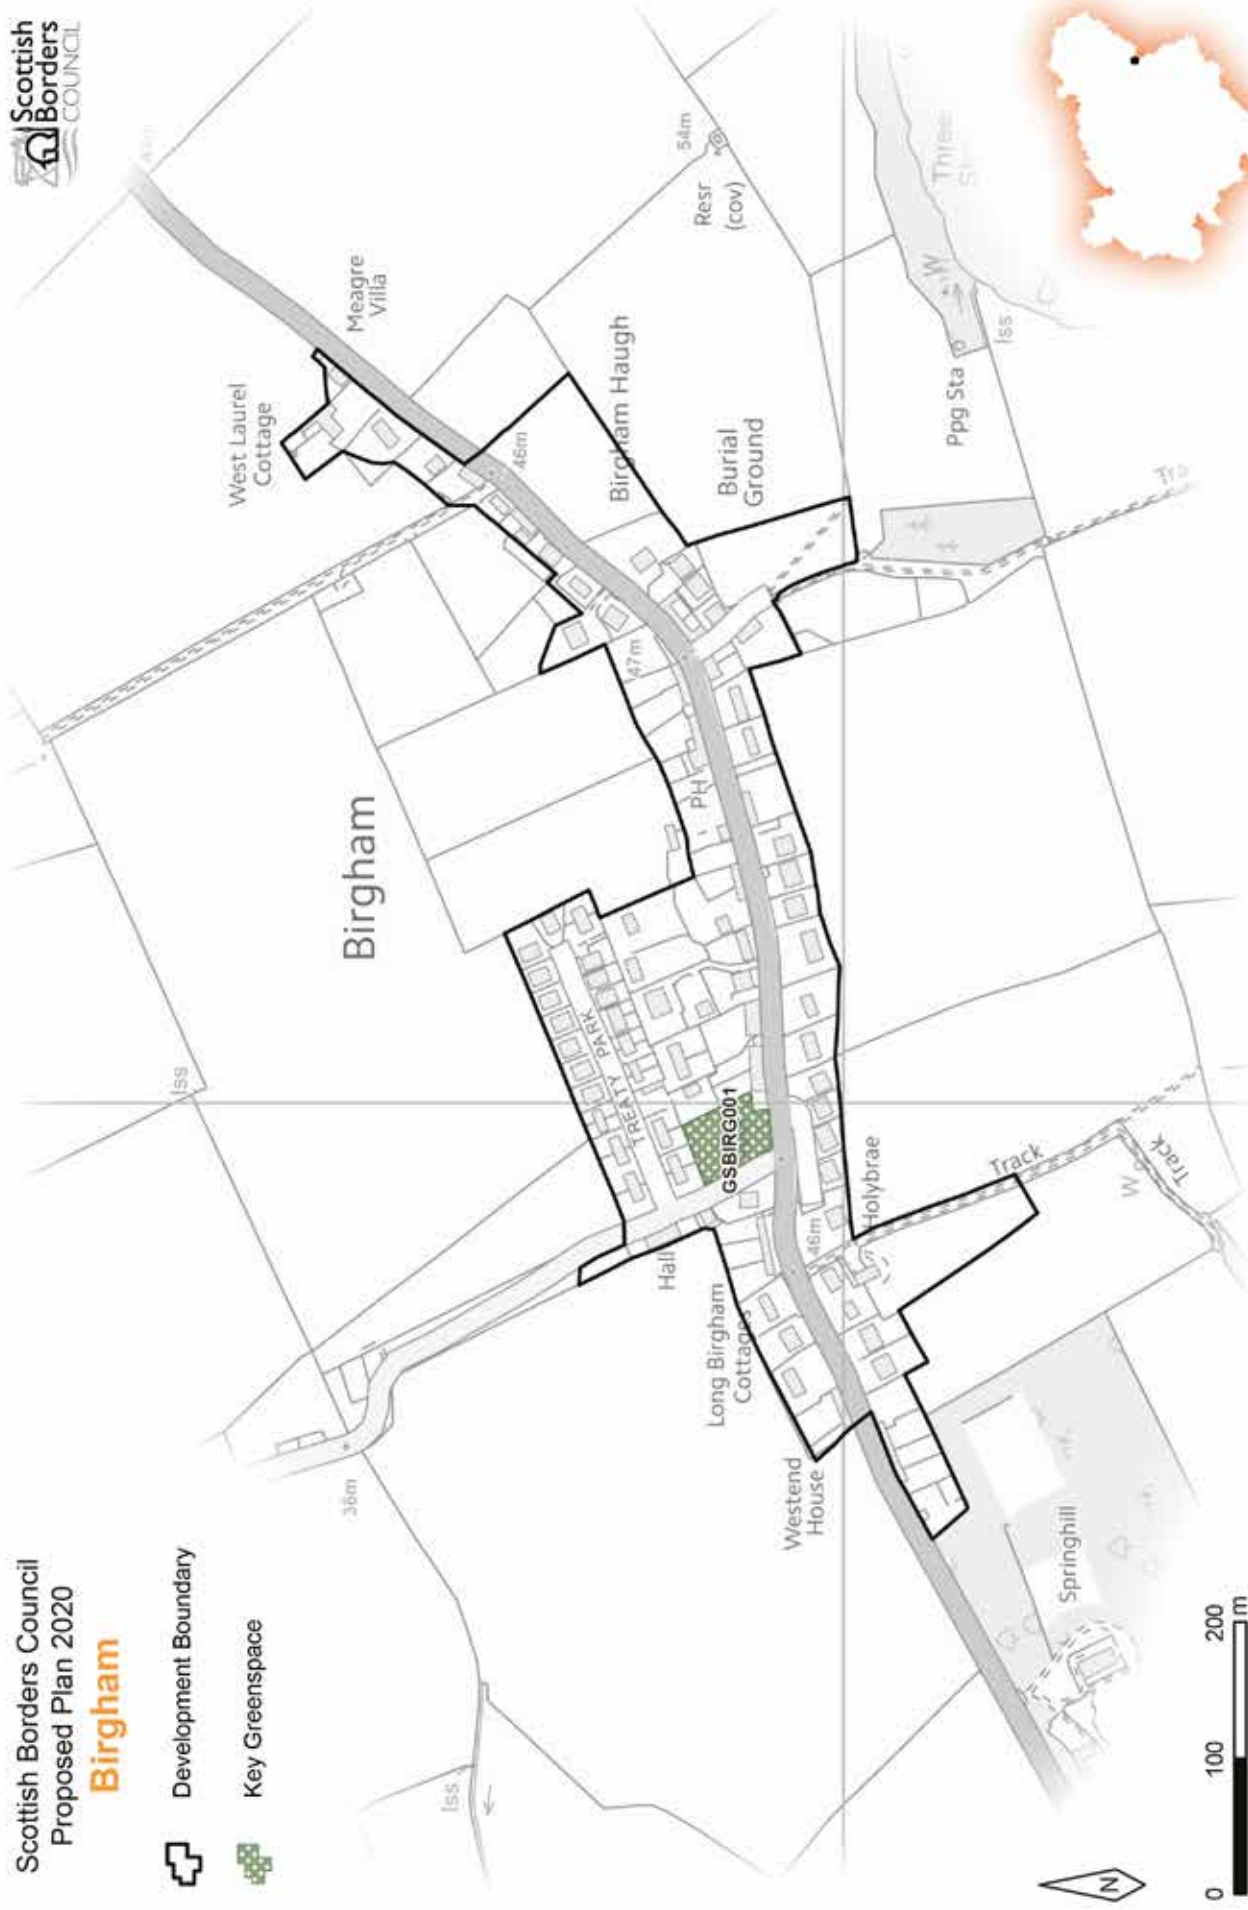 Scottish Borders Council
Proposed Plan 2020
Birgham
Development Boundary
Key Greenspace
Scottish
Borders
COUNCIL
Iss
36m
Iss
Birgham
West Laurel
Cottage
Meagre
Villa
46m
Birgham Haugh
Burial
Ground
Resr
(cov)
54m
47m
PH
TREATY PARK
GSBIRG001
Hall
Long Birgham
Cottages
46m
Holybrae
Track
Track
W
Westend
House
Springhill
Ppg Sta
W
Iss
Three
N
0
100
200
m